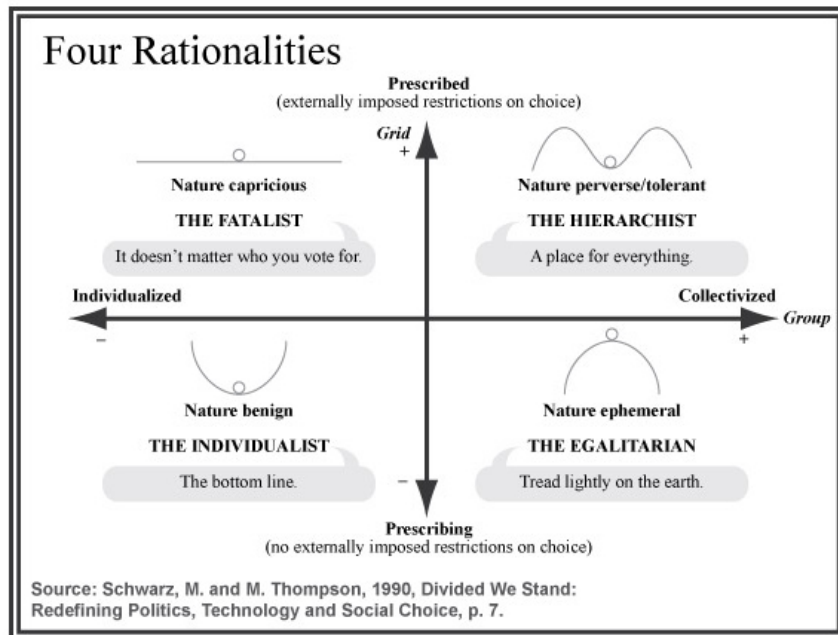 Four Rationalities
Prescribed
(externally imposed restrictions on choice)
Grid
+
Nature capricious
THE FATALIST
It doesn’t matter who you vote for.
Nature perverse/tolerant
THE HIERARCHIST
A place for everything.
Individualized
–
Collectivized
Group
+
Nature benign
THE INDIVIDUALIST
The bottom line.
Nature ephemeral
THE EGALITARIAN
Tread lightly on the earth.
–
Prescribing
(no externally imposed restrictions on choice)
Source: Schwarz, M. and M. Thompson, 1990, Divided We Stand:
Redefining Politics, Technology and Social Choice, p. 7.